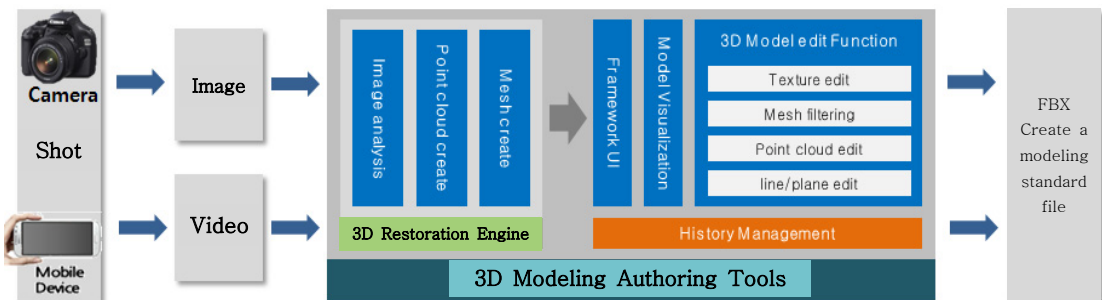 Camera
Shot
Mobile
Device
Image
Video
Image analysis
Point cloud create
Mesh create
3D Restoration Engine
Framework UI
Model Visualization
3D Model edit Function
Texture edit
Mesh filtering
Point cloud edit
line/plane edit
History Management
3D Modeling Authoring Tools
FBX
Create a
modeling
standard
file